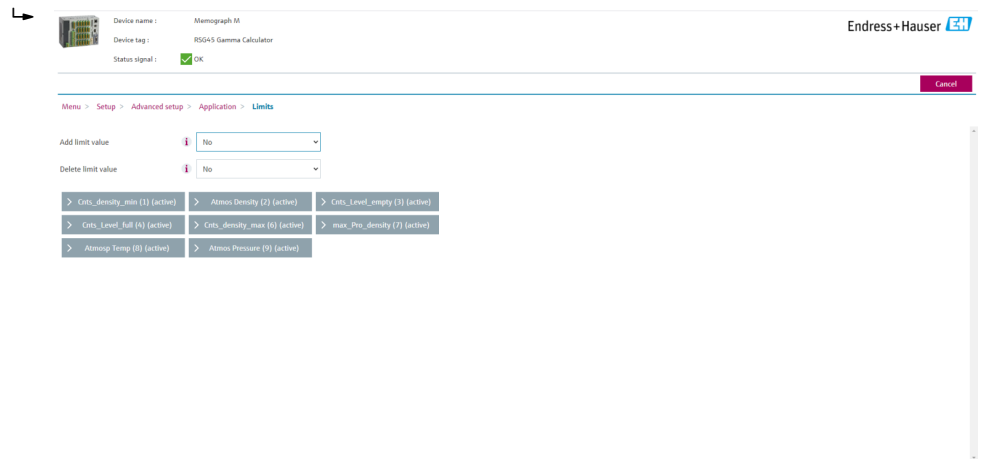 Device name : Memograph M
Device tag : RSG45 Gamma Calculator
Status signal : OK
Endress+Hauser EH
Cancel
Menu > Setup > Advanced setup > Application > Limits
Add limit value i No
Delete limit value i No
> Cnts_density_min (1) (active) > Atmos Density (2) (active) > Cnts_Level_empty (3) (active)
> Cnts_Level_full (4) (active) > Cnts_density_max (6) (active) > max_Pro_density (7) (active)
> Atmosp Temp (8) (active) > Atmos Pressure (9) (active)